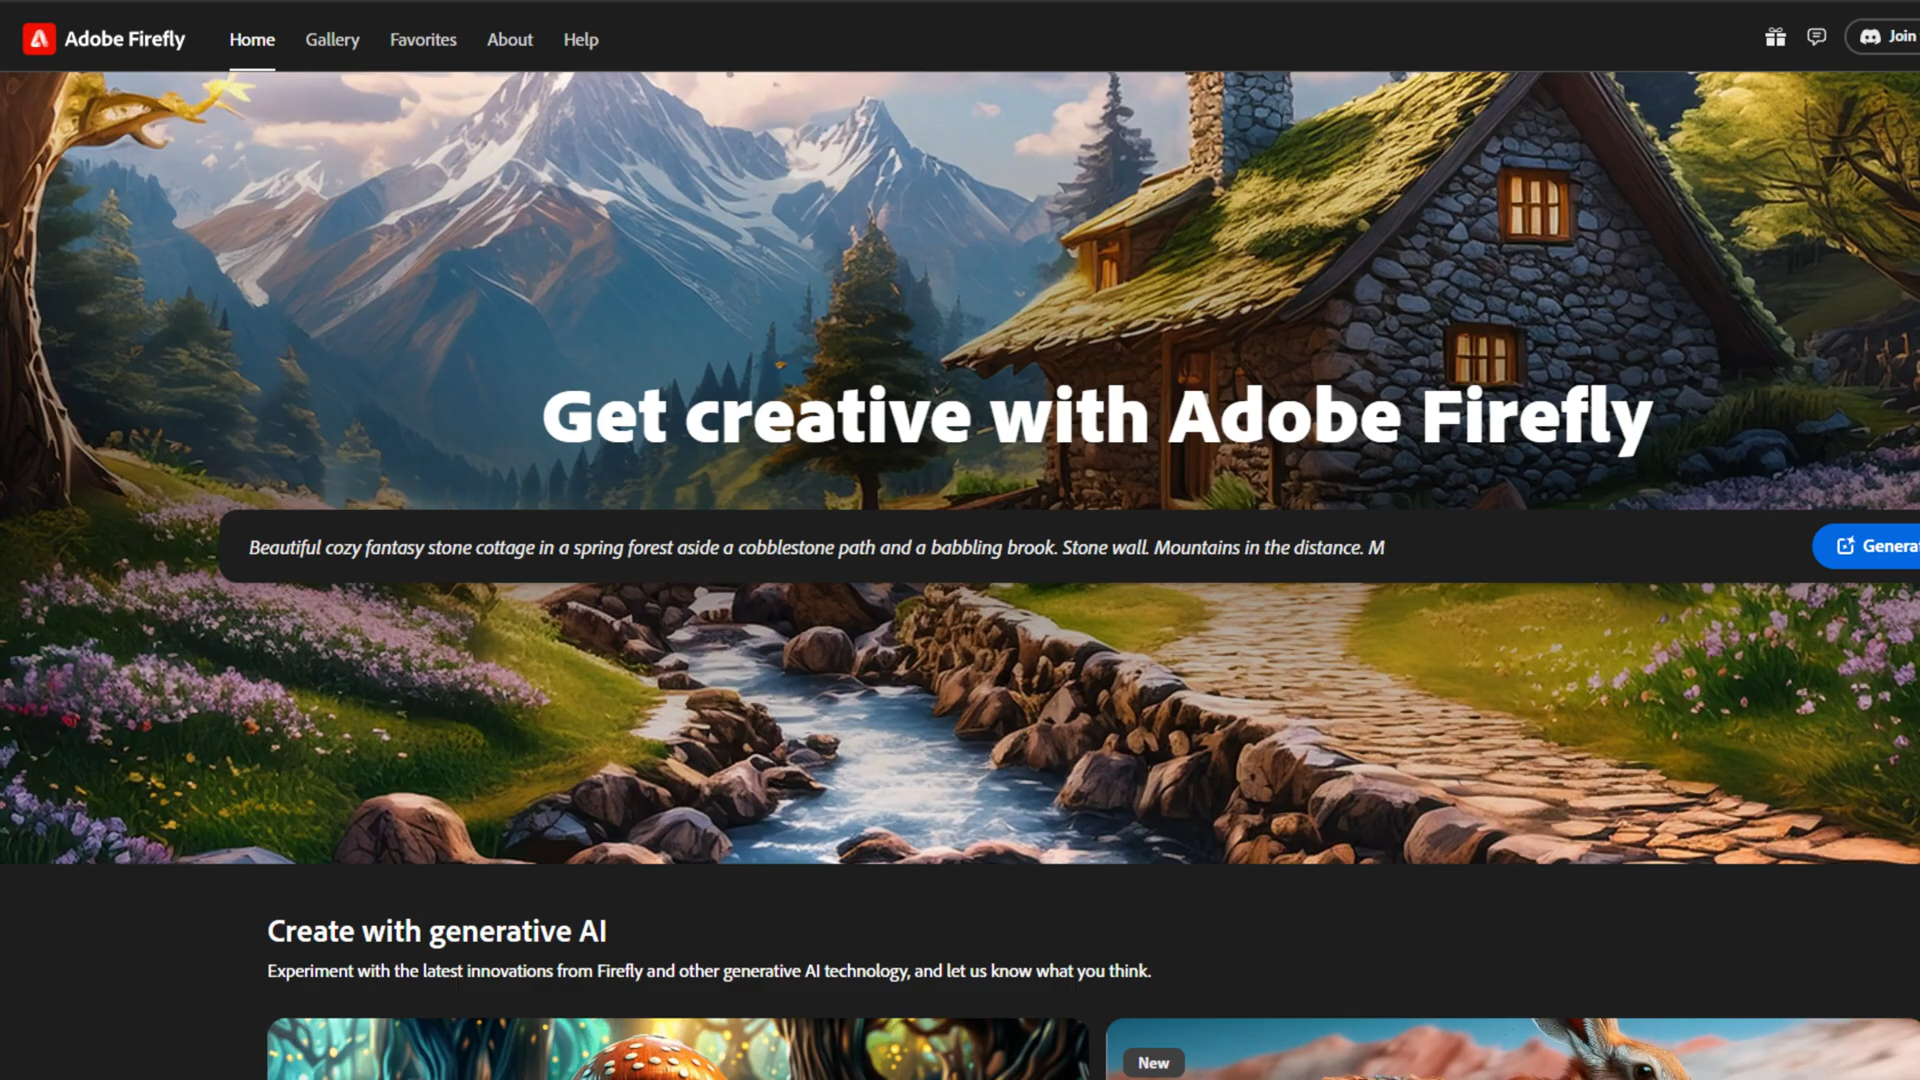 Adobe Firefly
Home
Gallery
Favorites
About
Help
Join
Get creative with Adobe Firefly
Beautiful cozy fantasy stone cottage in a spring forest aside a cobblestone path and a babbling brook. Stone wall. Mountains in the distance. M
Create with generative AI
Experiment with the latest innovations from Firefly and other generative AI technology, and let us know what you think.
New